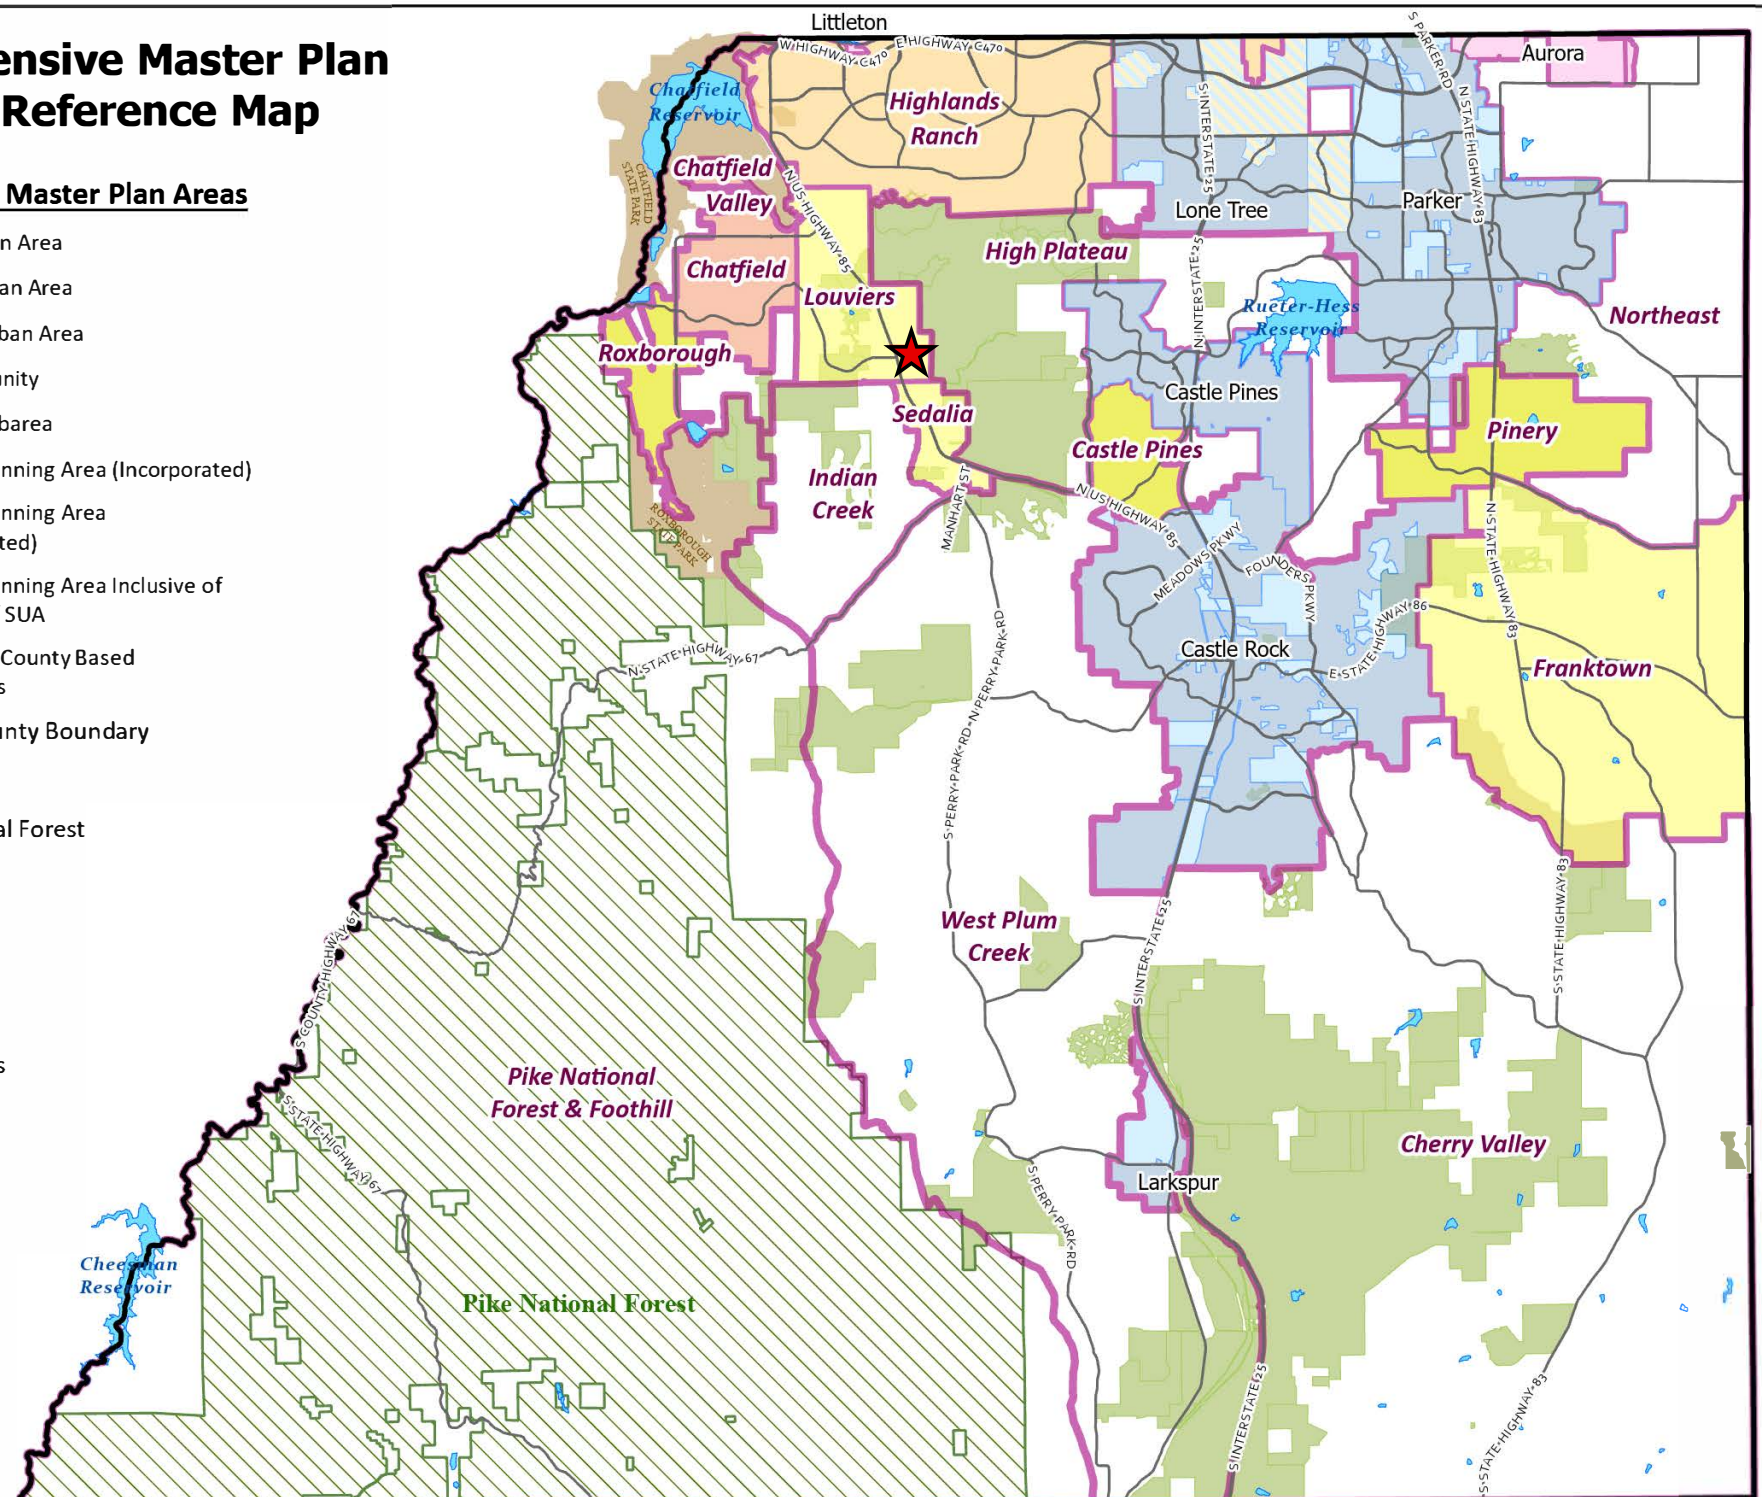 ensive Master Plan
Reference Map
Master Plan Areas
n Area
an Area
ban Area
nity
barea
nning Area (Incorporated)
nning Area
ted)
nning Area Inclusive of
SUA
County Based
s
nty Boundary
al Forest
s
Littleton
W HIGHWAY C470
E HIGHWAY C470
S PARKER RD
Aurora
Chatfield
Reservoir
Highlands
Ranch
S INTERSTATE 25
N STATE HIGHWAY 83
CHATFIELD
STATE PARK
Chatfield
Valley
N US HIGHWAY 85
Lone Tree
Parker
High Plateau
Chatfield
Louviers
N INTERSTATE 25
Rueter-Hess
Reservoir
Northeast
Roxborough
Castle Pines
Sedalia
Pinery
Castle Pines
Indian
Creek
MANHART ST
N US HIGHWAY 85
ROXBOROUGH
STATE PARK
MEADOWS PKWY
FOUNDERS PKWY
N STATE HIGHWAY 83
E STATE HIGHWAY 86
N STATE HIGHWAY 67
N PERRY PARK RD
Castle Rock
Franktown
S PERRY PARK RD
S PERRY PARK RD
S STATE HIGHWAY 83
West Plum
Creek
S INTERSTATE 25
S COUNTY HIGHWAY 67
Pike National
Forest & Foothill
S STATE HIGHWAY 67
Cherry Valley
Larkspur
S PERRY PARK RD
Cheesman
Reservoir
Pike National Forest
S INTERSTATE 25
S STATE HIGHWAY 83